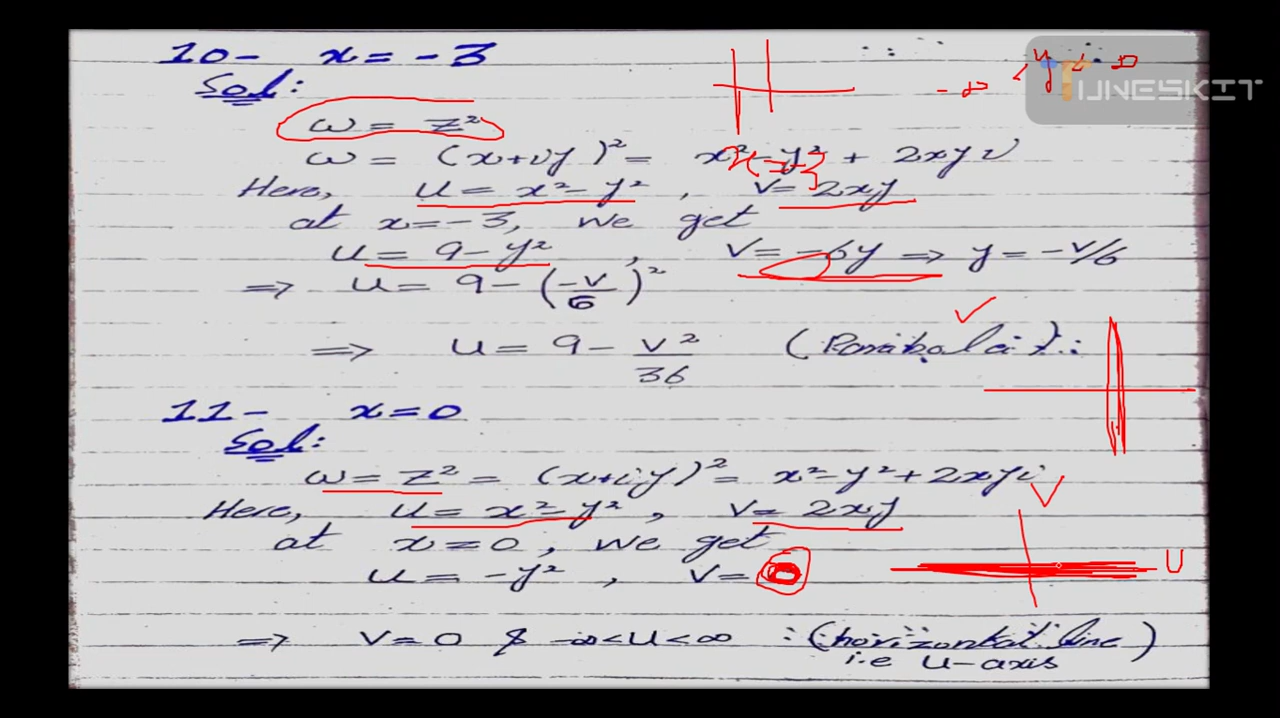 10- x = -3
Sol:
ω = z²
ω = (x+iy)² = x²-y² + 2xyi
Here, u = x²-y² , v = 2xy
at x=-3, we get
u = 9-y² , v = -6y ⇒ y = -v/6
⇒ u = 9-(-v/6)²
⇒ u = 9 - v²/36
11- x=0
Sol:
ω = z² = (x+iy)² = x²-y²+2xyi
Here, u = x²-y² , v = 2xy
at x=0, we get
u = -y² , v = 0
⇒ v=0 & -∞<u<∞ : (horizontal line)
i.e u-axis
TUNESKIT
-∞ < y <
V
U